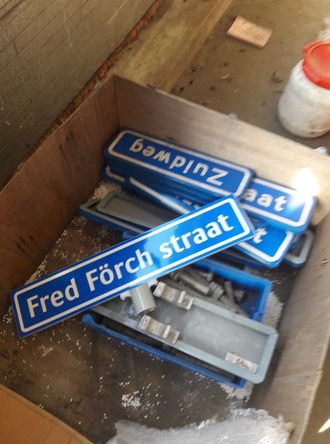 Zuidweg
aat
at
Fred Förch straat